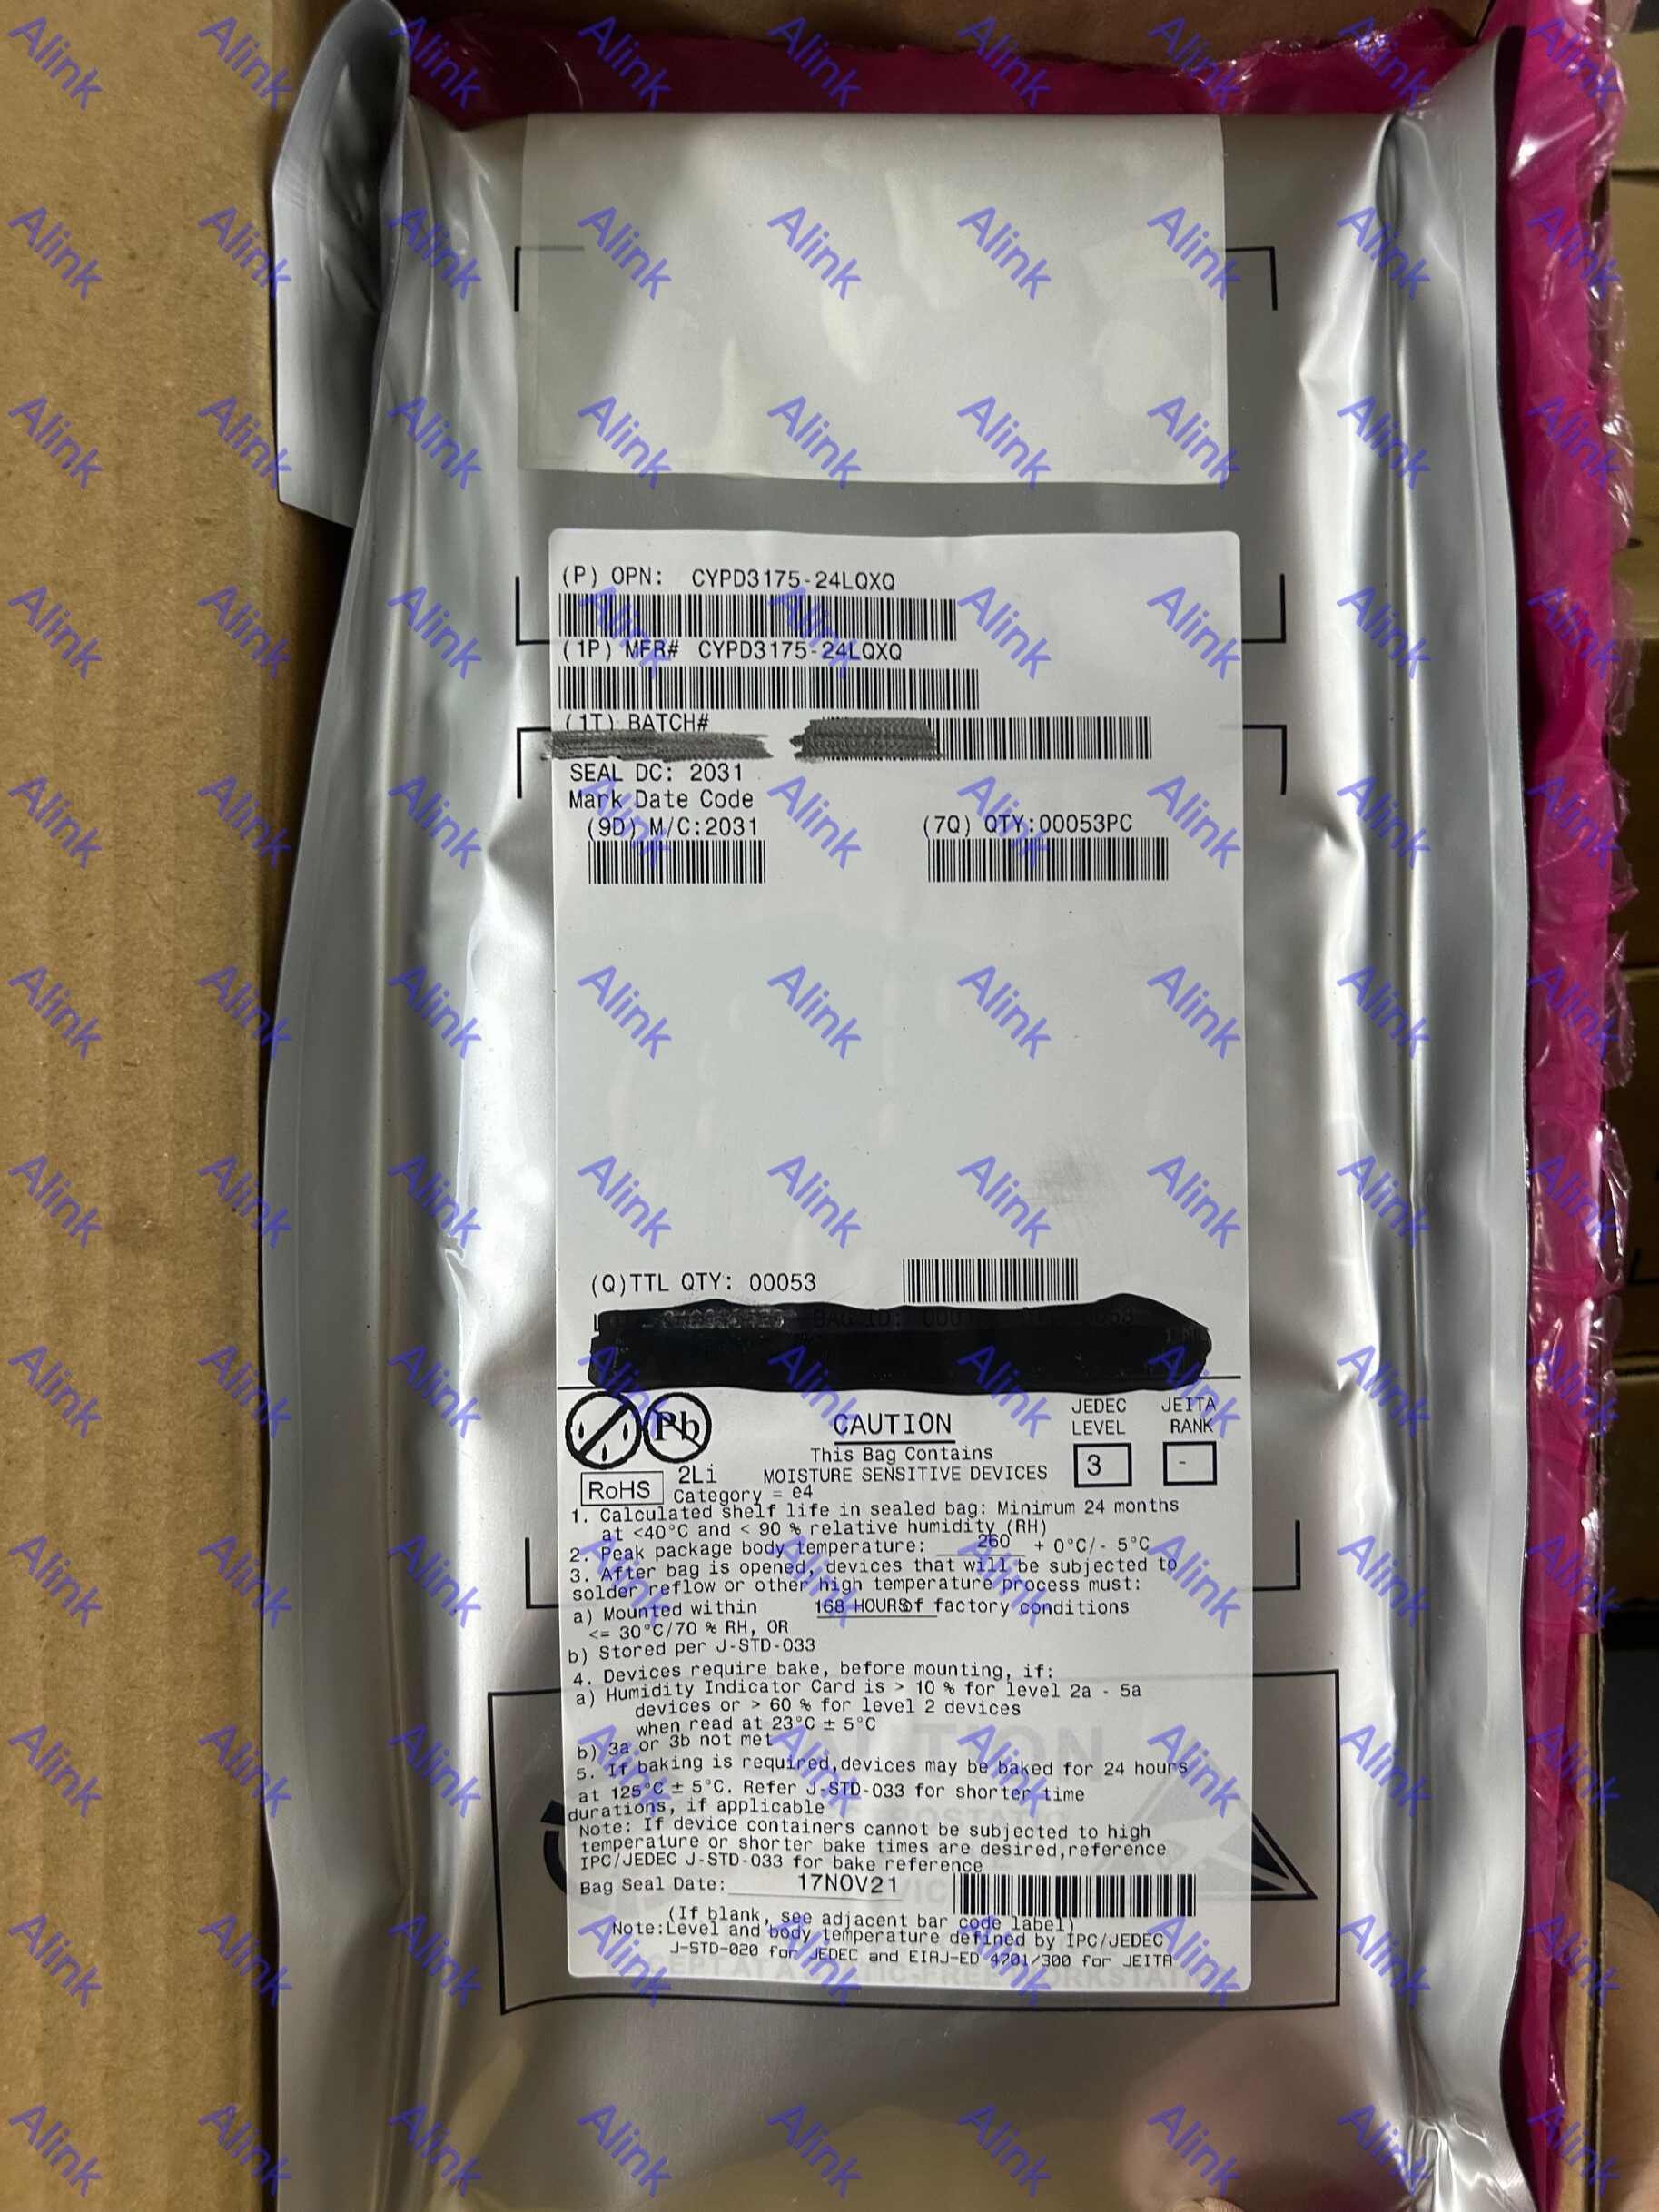 (P) OPN: CYPD3175-24LQXQ
(1P) MFR# CYPD3175-24LQXQ
(1T) BATCH#
SEAL DC: 2031
Mark Date Code
(9D) M/C:2031
(7Q) QTY:00053PC
(Q)TTL QTY: 00053
BAG ID:
Pb
RoHS
2Li
Category = e4
CAUTION
This Bag Contains
MOISTURE SENSITIVE DEVICES
JEDEC LEVEL
3
JEITA RANK
-
1. Calculated shelf life in sealed bag: Minimum 24 months
at <40°C and < 90 % relative humidity (RH)
2. Peak package body temperature: 260 + 0°C/- 5°C
3. After bag is opened, devices that will be subjected to
solder reflow or other high temperature process must:
a) Mounted within 168 HOURS of factory conditions
<= 30°C/70 % RH, OR
b) Stored per J-STD-033
4. Devices require bake, before mounting, if:
a) Humidity Indicator Card is > 10 % for level 2a - 5a
devices or > 60 % for level 2 devices
when read at 23°C ± 5°C
b) 3a or 3b not met
5. If baking is required,devices may be baked for 24 hours
at 125°C ± 5°C. Refer J-STD-033 for shorter time
durations, if applicable
Note: If device containers cannot be subjected to high
temperature or shorter bake times are desired,reference
IPC/JEDEC J-STD-033 for bake reference
Bag Seal Date: 17NOV21
(If blank, see adjacent bar code label)
Note:Level and body temperature defined by IPC/JEDEC
J-STD-020 for JEDEC and EIAJ-ED 4701/300 for JEITA
Alink